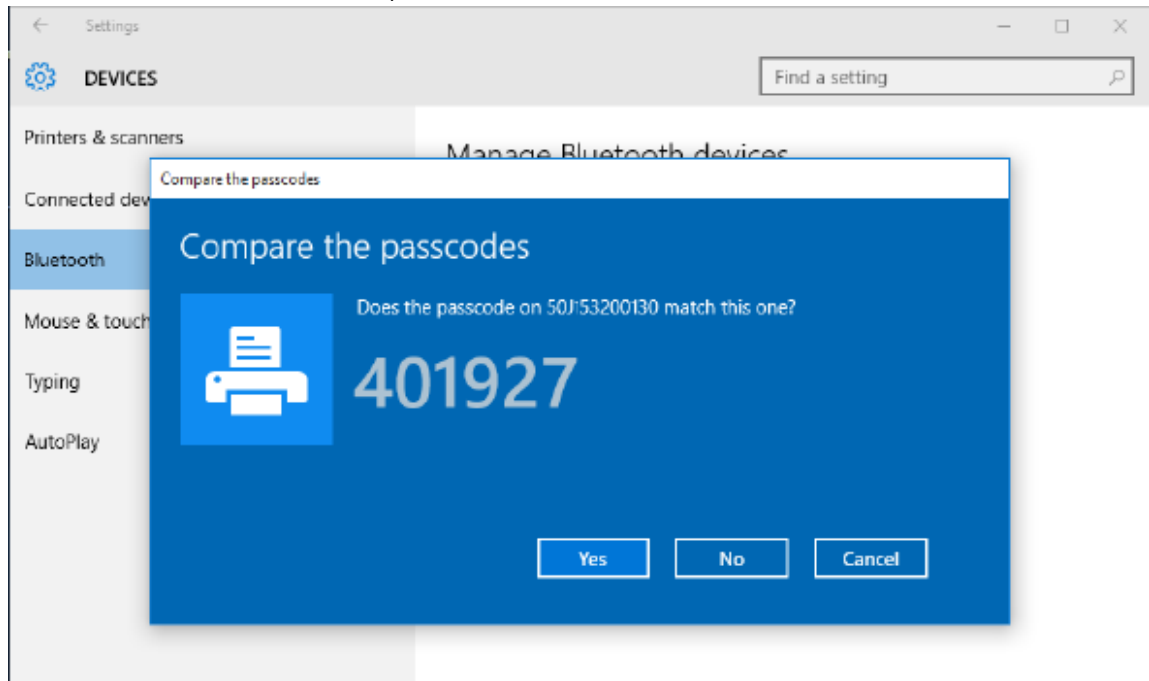 Settings
DEVICES
Find a setting
Printers & scanners
Manage Bluetooth devices
Compare the passcodes
Connected dev
Compare the passcodes
Bluetooth
Does the passcode on 50J153200130 match this one?
Mouse & touch
401927
Typing
AutoPlay
Yes No Cancel